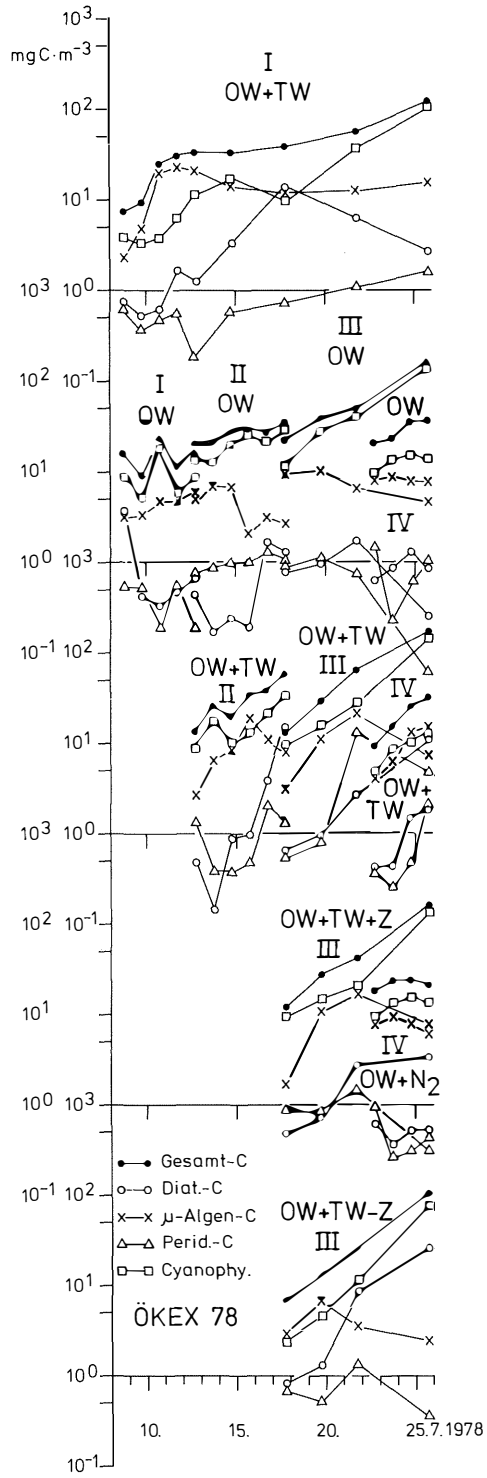 10³
mgC·m⁻³
I
OW+TW
10²
10¹
10³ 10⁰
III
OW
10² 10⁻¹
I
OW
II
OW
OW
10¹
IV
10⁰ 10³
10⁻¹ 10²
OW+TW
II
OW+TW
III
IV
10¹
OW+
TW
10³ 10⁰
10² 10⁻¹
OW+TW+Z
III
10¹
IV
OW+N₂
10⁰ 10³
Gesamt-C
10⁻¹ 10²
Diat.-C
OW+TW-Z
µ-Algen-C
III
Perid.-C
Cyanophy.
10¹
ÖKEX 78
10⁰
10. 15. 20. 25.7.1978
10⁻¹